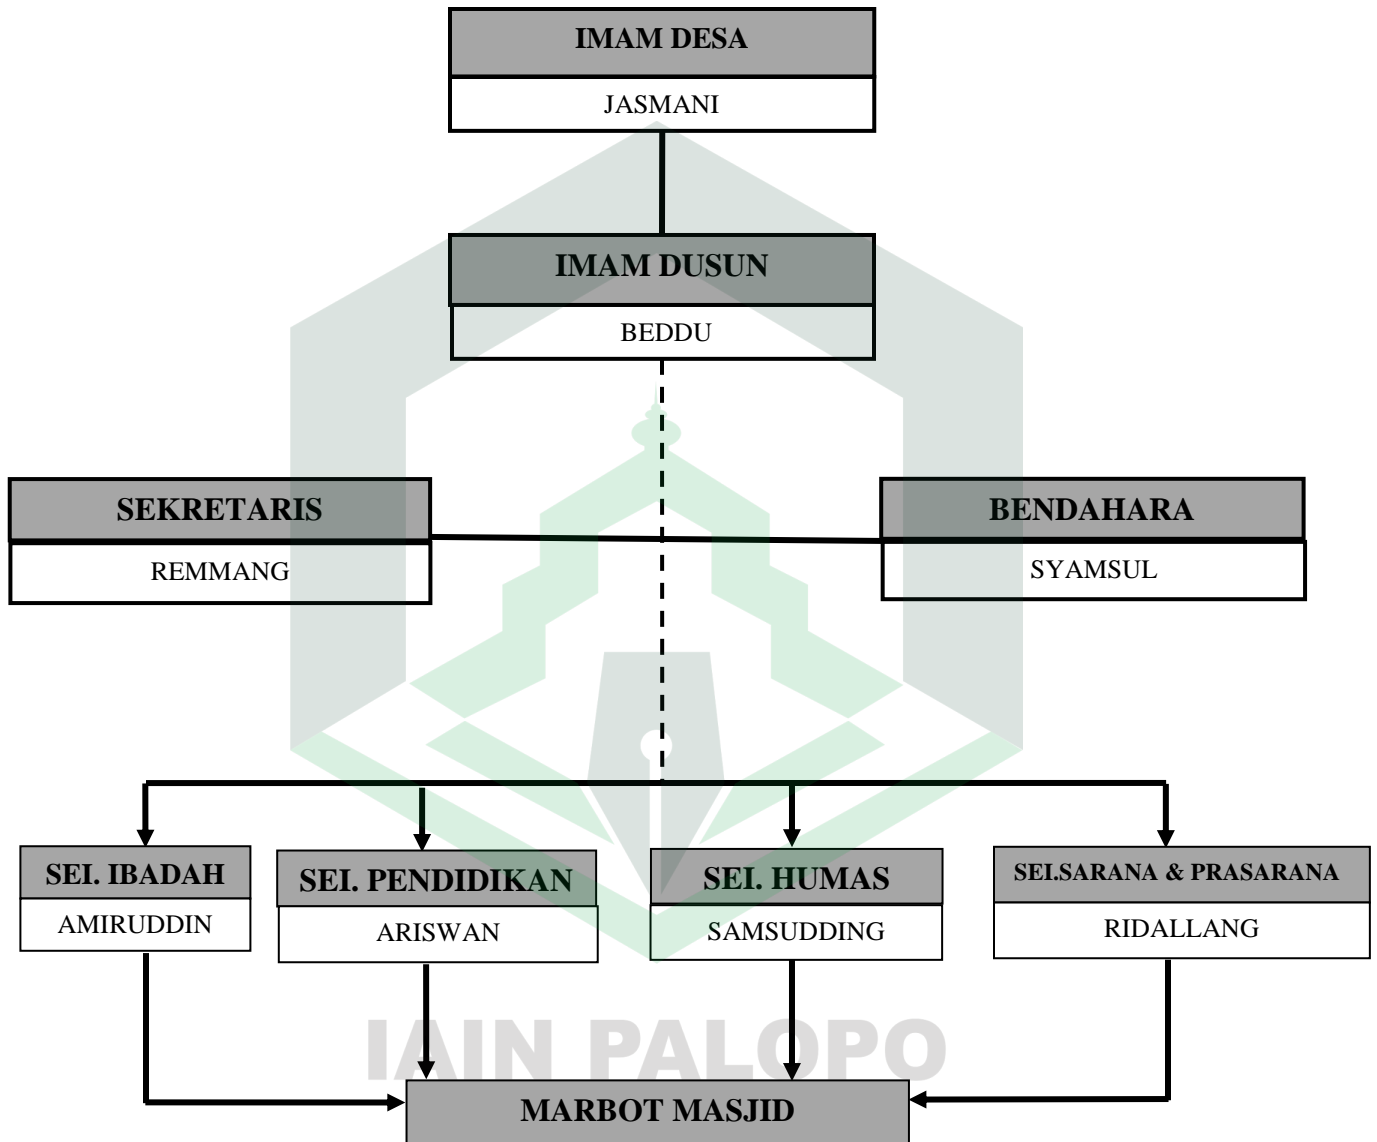 IMAM DESA
JASMANI
IMAM DUSUN
BEDDU
SEKRETARIS
REMMANG
BENDAHARA
SYAMSUL
SEI. IBADAH
AMIRUDDIN
SEI. PENDIDIKAN
ARISWAN
SEI. HUMAS
SAMSUDDING
SEI.SARANA & PRASARANA
RIDALLANG
IAIN PALOPO
MARBOT MASJID